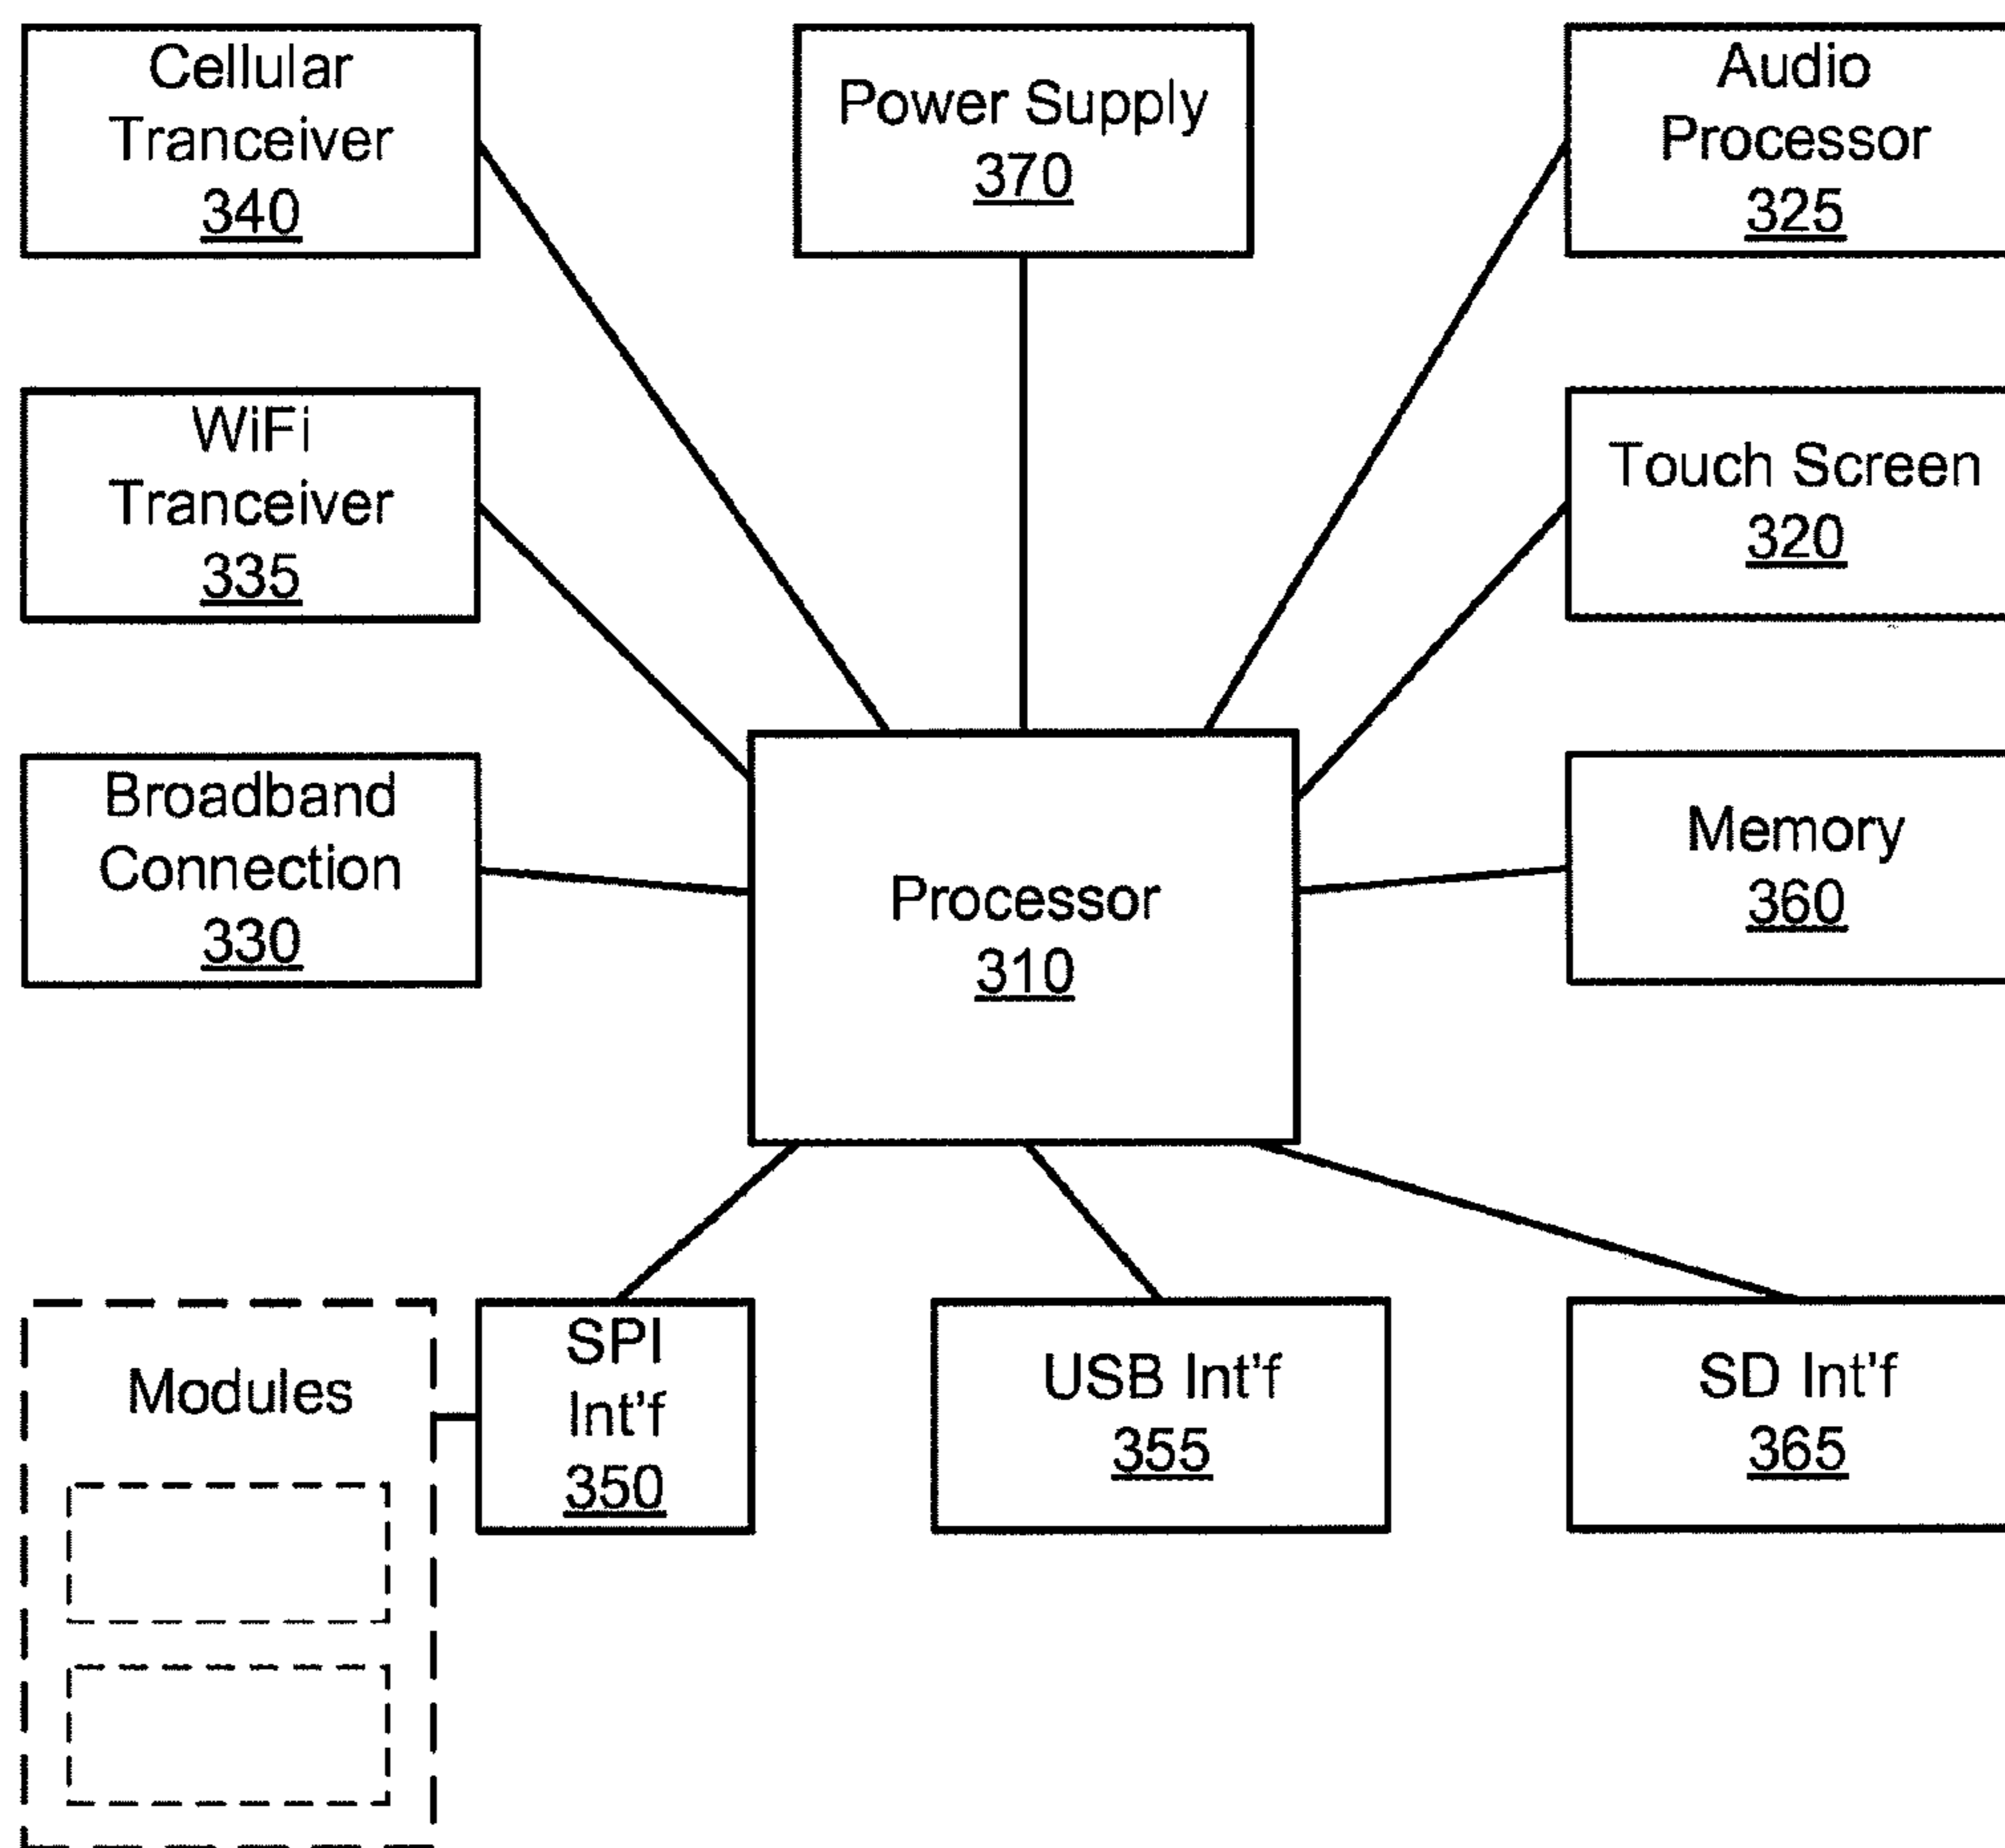 Cellular
Tranceiver
340
Power Supply
370
Audio
Processor
325
WiFi
Tranceiver
335
Touch Screen
320
Broadband
Connection
330
Processor
310
Memory
360
Modules
SPI
Int'f
350
USB Int'f
355
SD Int'f
365